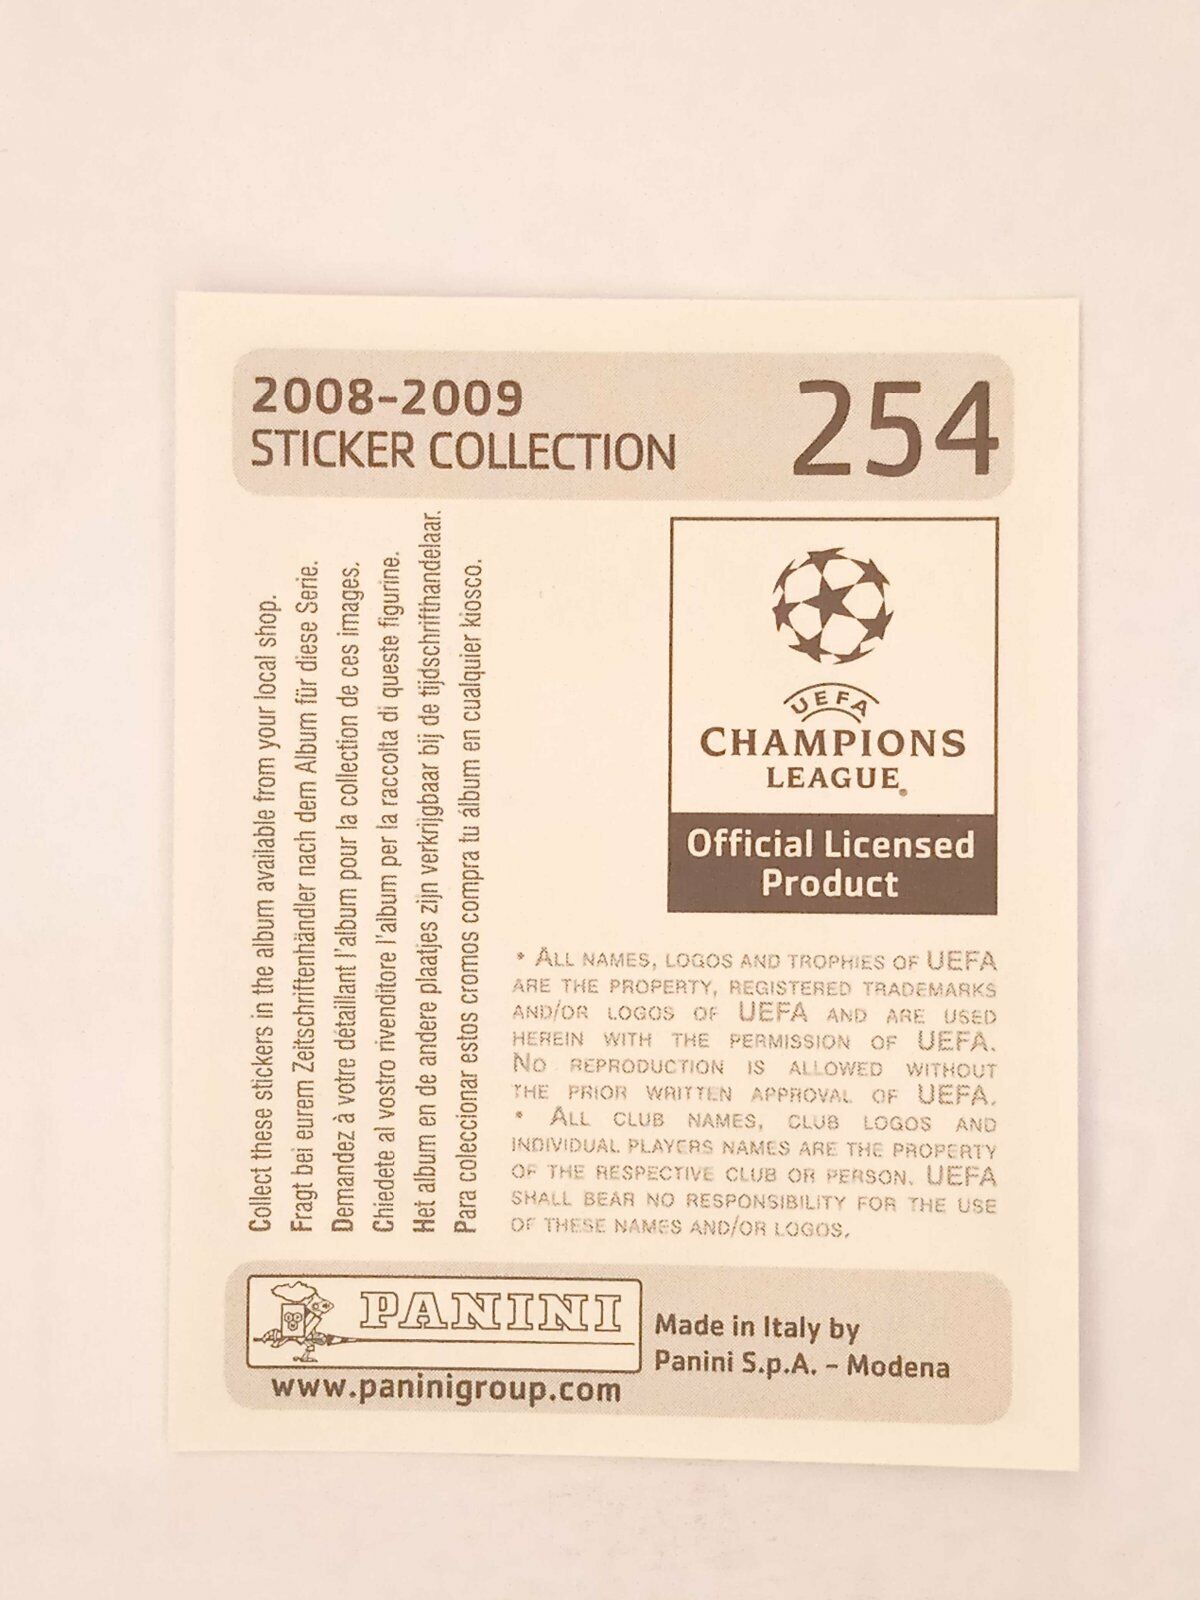 2008-2009
STICKER COLLECTION
254
Collect these stickers in the album available from your local shop.
Fragt bei eurem Zeitschriftenhändler nach dem Album für diese Serie.
Demandez à votre détaillant l'album pour la collection de ces images.
Chiedete al vostro rivenditore l'album per la raccolta di queste figurine.
Het album en de andere plaatjes zijn verkrijgbaar bij de tijdschrifthandelaar.
Para coleccionar estos cromos compra tu álbum en cualquier kiosco.
UEFA
CHAMPIONS
LEAGUE®
Official Licensed
Product
* ALL NAMES, LOGOS AND TROPHIES OF UEFA
ARE THE PROPERTY, REGISTERED TRADEMARKS
AND/OR LOGOS OF UEFA AND ARE USED
HEREIN WITH THE PERMISSION OF UEFA.
NO REPRODUCTION IS ALLOWED WITHOUT
THE PRIOR WRITTEN APPROVAL OF UEFA.
* ALL CLUB NAMES, CLUB LOGOS AND
INDIVIDUAL PLAYERS NAMES ARE THE PROPERTY
OF THE RESPECTIVE CLUB OR PERSON. UEFA
SHALL BEAR NO RESPONSIBILITY FOR THE USE
OF THESE NAMES AND/OR LOGOS.
PANINI
www.paninigroup.com
Made in Italy by
Panini S.p.A. - Modena